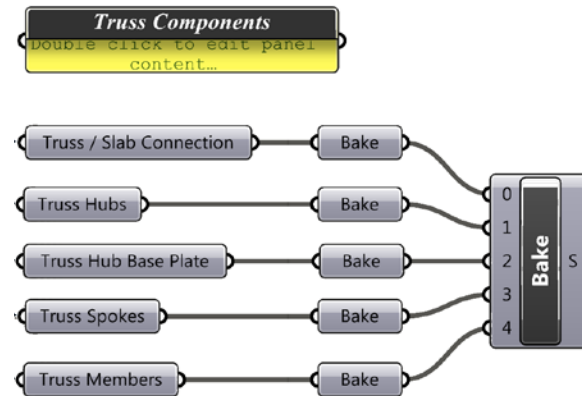 Truss Components
Double click to edit panel
content…
Truss / Slab Connection
Bake
Truss Hubs
Bake
Truss Hub Base Plate
Bake
Truss Spokes
Bake
Truss Members
Bake
0
1
2
3
4
Bake
S